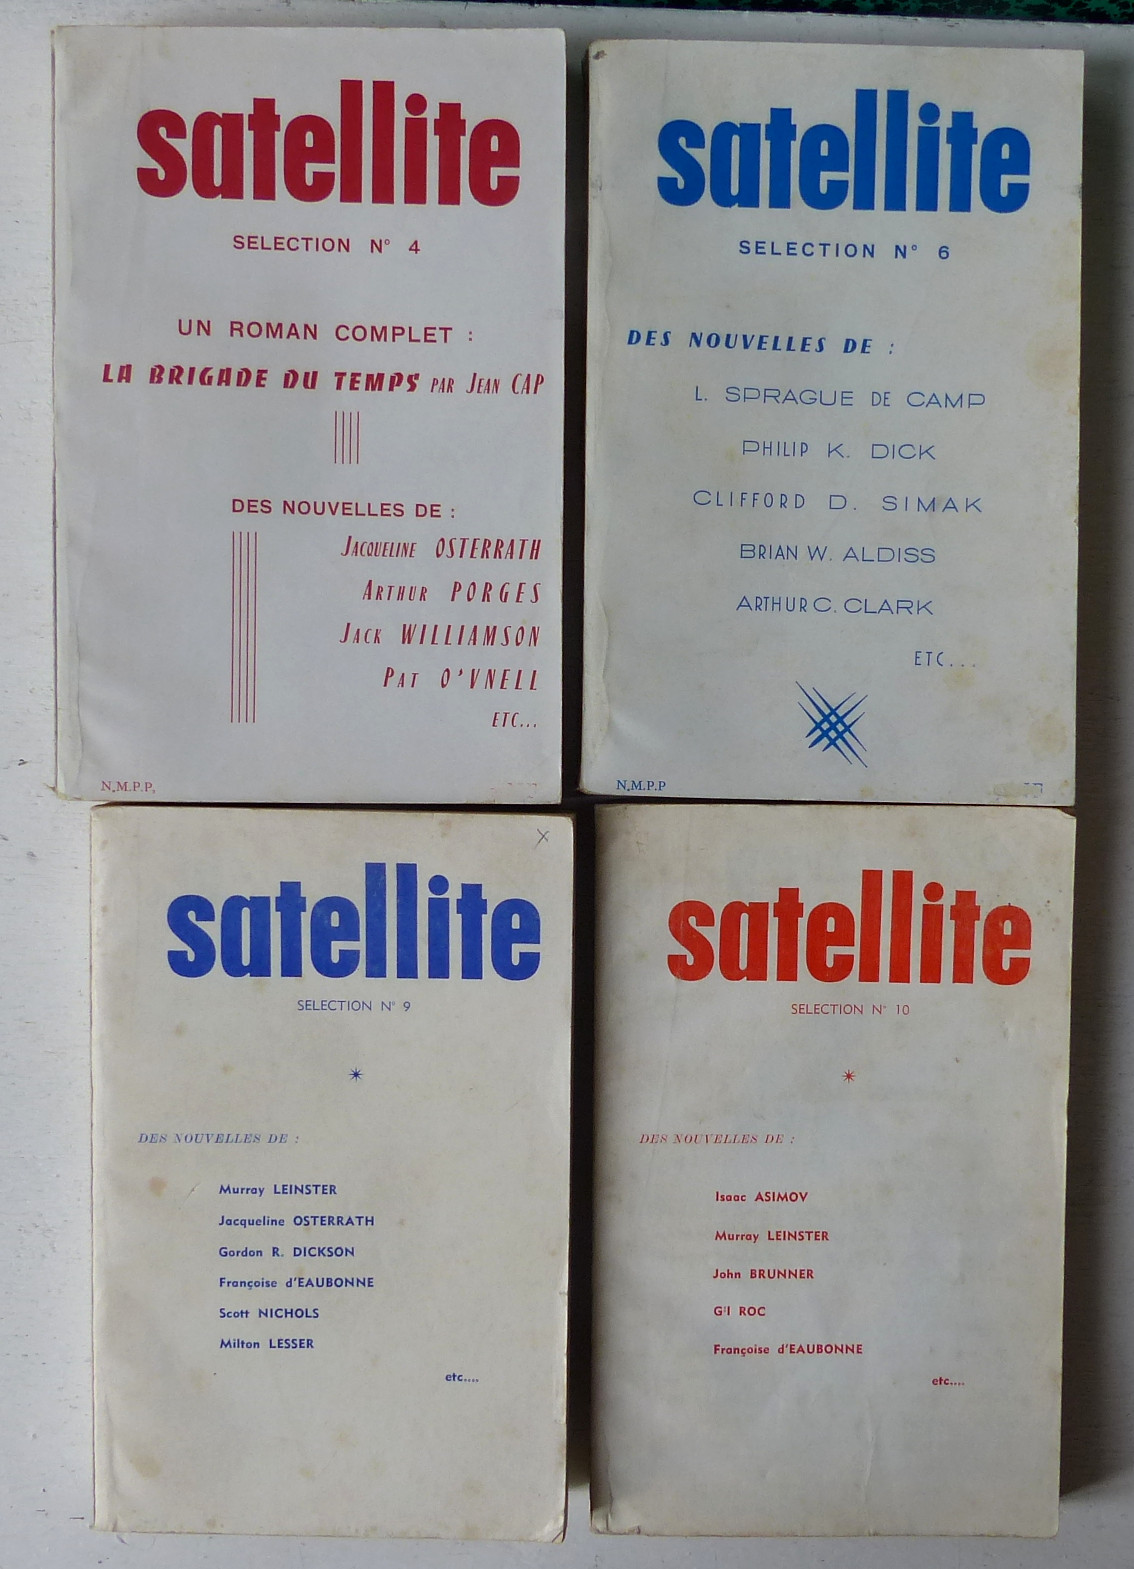 satellite
SELECTION N° 4
UN ROMAN COMPLET :
LA BRIGADE DU TEMPS PAR JEAN CAP
DES NOUVELLES DE :
JACQUELINE OSTERRATH
ARTHUR PORGES
JACK WILLIAMSON
PAT O'VNELL
ETC...
N.M.P.P,
satellite
SELECTION N° 6
DES NOUVELLES DE :
L. SPRAGUE DE CAMP
PHILIP K. DICK
CLIFFORD D. SIMAK
BRIAN W. ALDISS
ARTHUR C. CLARK
ETC...
N.M.P.P
satellite
SELECTION N° 9
DES NOUVELLES DE :
Murray LEINSTER
Jacqueline OSTERRATH
Gordon R. DICKSON
Françoise d'EAUBONNE
Scott NICHOLS
Milton LESSER
etc....
satellite
SELECTION N° 10
DES NOUVELLES DE :
Isaac ASIMOV
Murray LEINSTER
John BRUNNER
Gil ROC
Françoise d'EAUBONNE
etc....